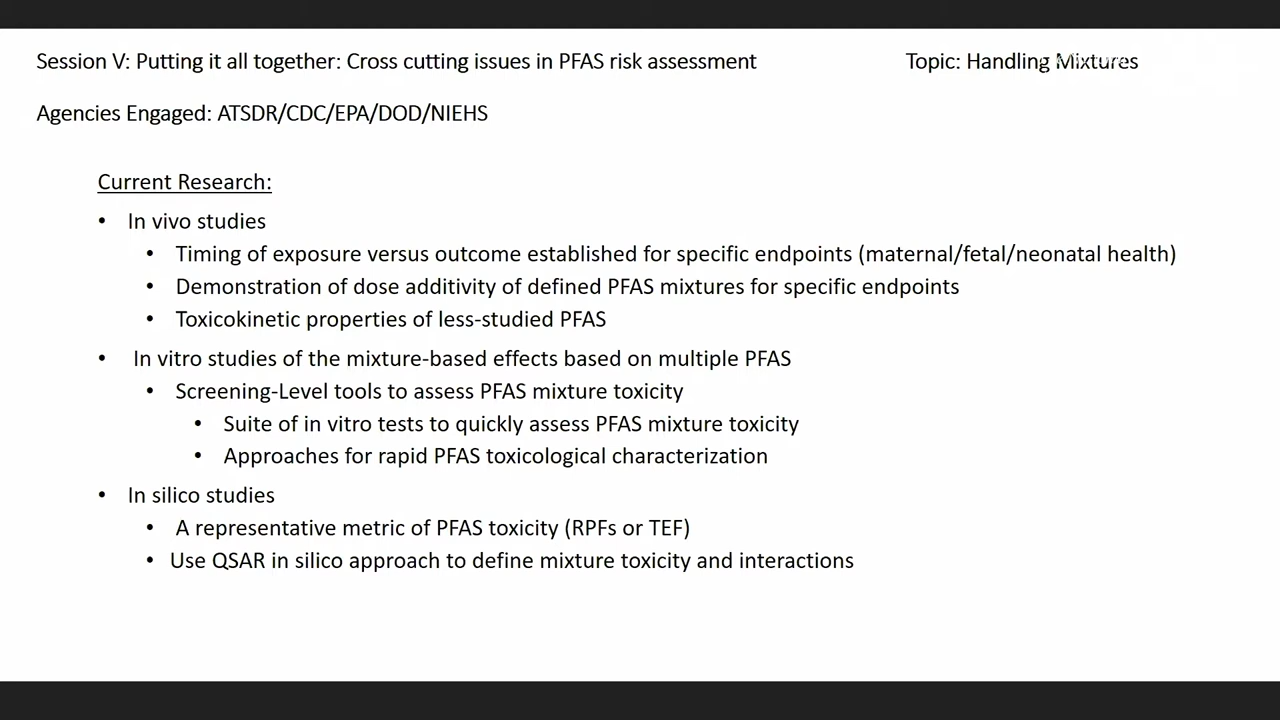 Session V: Putting it all together: Cross cutting issues in PFAS risk assessment
Topic: Handling Mixtures
Agencies Engaged: ATSDR/CDC/EPA/DOD/NIEHS
Current Research:
• In vivo studies
• Timing of exposure versus outcome established for specific endpoints (maternal/fetal/neonatal health)
• Demonstration of dose additivity of defined PFAS mixtures for specific endpoints
• Toxicokinetic properties of less-studied PFAS
• In vitro studies of the mixture-based effects based on multiple PFAS
• Screening-Level tools to assess PFAS mixture toxicity
• Suite of in vitro tests to quickly assess PFAS mixture toxicity
• Approaches for rapid PFAS toxicological characterization
• In silico studies
• A representative metric of PFAS toxicity (RPFs or TEF)
• Use QSAR in silico approach to define mixture toxicity and interactions